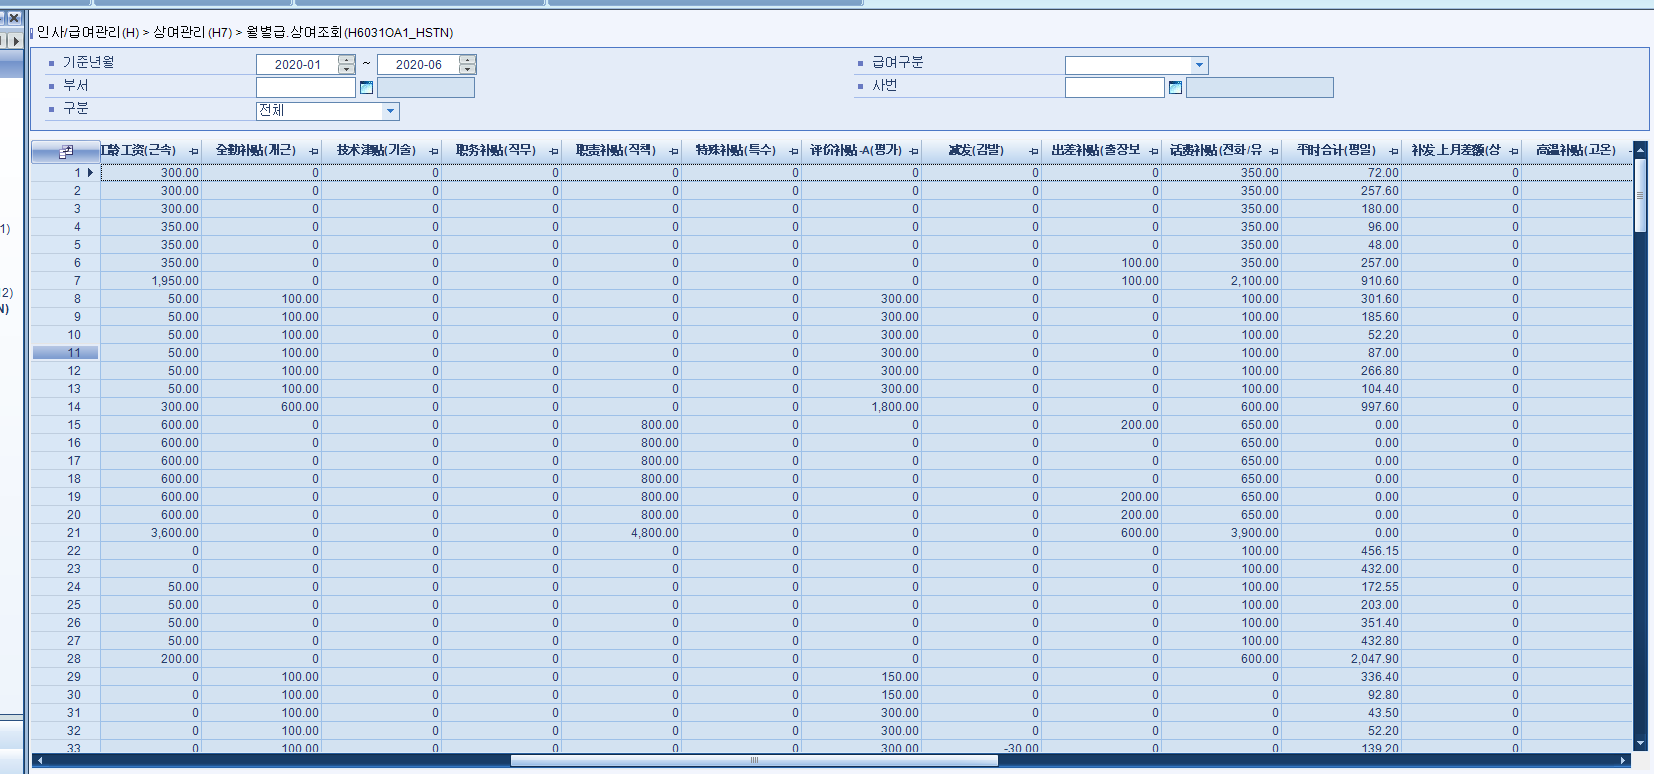 인사/급여관리(H) > 상여관리(H7) > 월별급.상여조회(H6031OA1_HSTN)
기준년월 2020-01 ~ 2020-06 급여구분
부서 사번
구분 전체
工龄工资(근속) 全勤补贴(개근) 技术津贴(기술) 职务补贴(직무) 职责补贴(직책) 特殊补贴(특수) 评价补贴-A(평가) 减发(감발) 出差补贴(출장보 话费补贴(전화/유 平时合计(평일) 补发上月差额(상 高温补贴(고온)
1 300.00 0 0 0 0 0 0 0 0 350.00 72.00 0
2 300.00 0 0 0 0 0 0 0 0 350.00 257.60 0
3 300.00 0 0 0 0 0 0 0 0 350.00 180.00 0
4 350.00 0 0 0 0 0 0 0 0 350.00 96.00 0
5 350.00 0 0 0 0 0 0 0 0 350.00 48.00 0
6 350.00 0 0 0 0 0 0 0 100.00 350.00 257.00 0
7 1,950.00 0 0 0 0 0 0 0 100.00 2,100.00 910.60 0
8 50.00 100.00 0 0 0 0 300.00 0 0 100.00 301.60 0
9 50.00 100.00 0 0 0 0 300.00 0 0 100.00 185.60 0
10 50.00 100.00 0 0 0 0 300.00 0 0 100.00 52.20 0
11 50.00 100.00 0 0 0 0 300.00 0 0 100.00 87.00 0
12 50.00 100.00 0 0 0 0 300.00 0 0 100.00 266.80 0
13 50.00 100.00 0 0 0 0 300.00 0 0 100.00 104.40 0
14 300.00 600.00 0 0 0 0 1,800.00 0 0 600.00 997.60 0
15 600.00 0 0 0 800.00 0 0 0 200.00 650.00 0.00 0
16 600.00 0 0 0 800.00 0 0 0 0 650.00 0.00 0
17 600.00 0 0 0 800.00 0 0 0 0 650.00 0.00 0
18 600.00 0 0 0 800.00 0 0 0 0 650.00 0.00 0
19 600.00 0 0 0 800.00 0 0 0 200.00 650.00 0.00 0
20 600.00 0 0 0 800.00 0 0 0 200.00 650.00 0.00 0
21 3,600.00 0 0 0 4,800.00 0 0 0 600.00 3,900.00 0.00 0
22 0 0 0 0 0 0 0 0 0 100.00 456.15 0
23 0 0 0 0 0 0 0 0 0 100.00 432.00 0
24 50.00 0 0 0 0 0 0 0 0 100.00 172.55 0
25 50.00 0 0 0 0 0 0 0 0 100.00 203.00 0
26 50.00 0 0 0 0 0 0 0 0 100.00 351.40 0
27 50.00 0 0 0 0 0 0 0 0 100.00 432.80 0
28 200.00 0 0 0 0 0 0 0 0 600.00 2,047.90 0
29 0 100.00 0 0 0 0 150.00 0 0 0 336.40 0
30 0 100.00 0 0 0 0 150.00 0 0 0 92.80 0
31 0 100.00 0 0 0 0 300.00 0 0 0 43.50 0
32 0 100.00 0 0 0 0 300.00 0 0 0 52.20 0
33 0 100.00 0 0 0 0 300.00 -30.00 0 0 139.20 0
1)
12)
N)